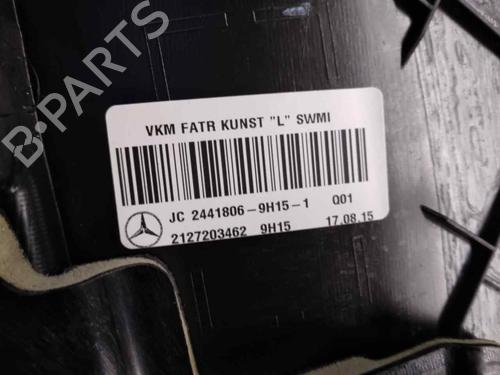 B-PARTS
VKM FATR KUNST "L" SWMI
JC 2441806-9H15-1 Q01
2127203462 9H15 17.08.15